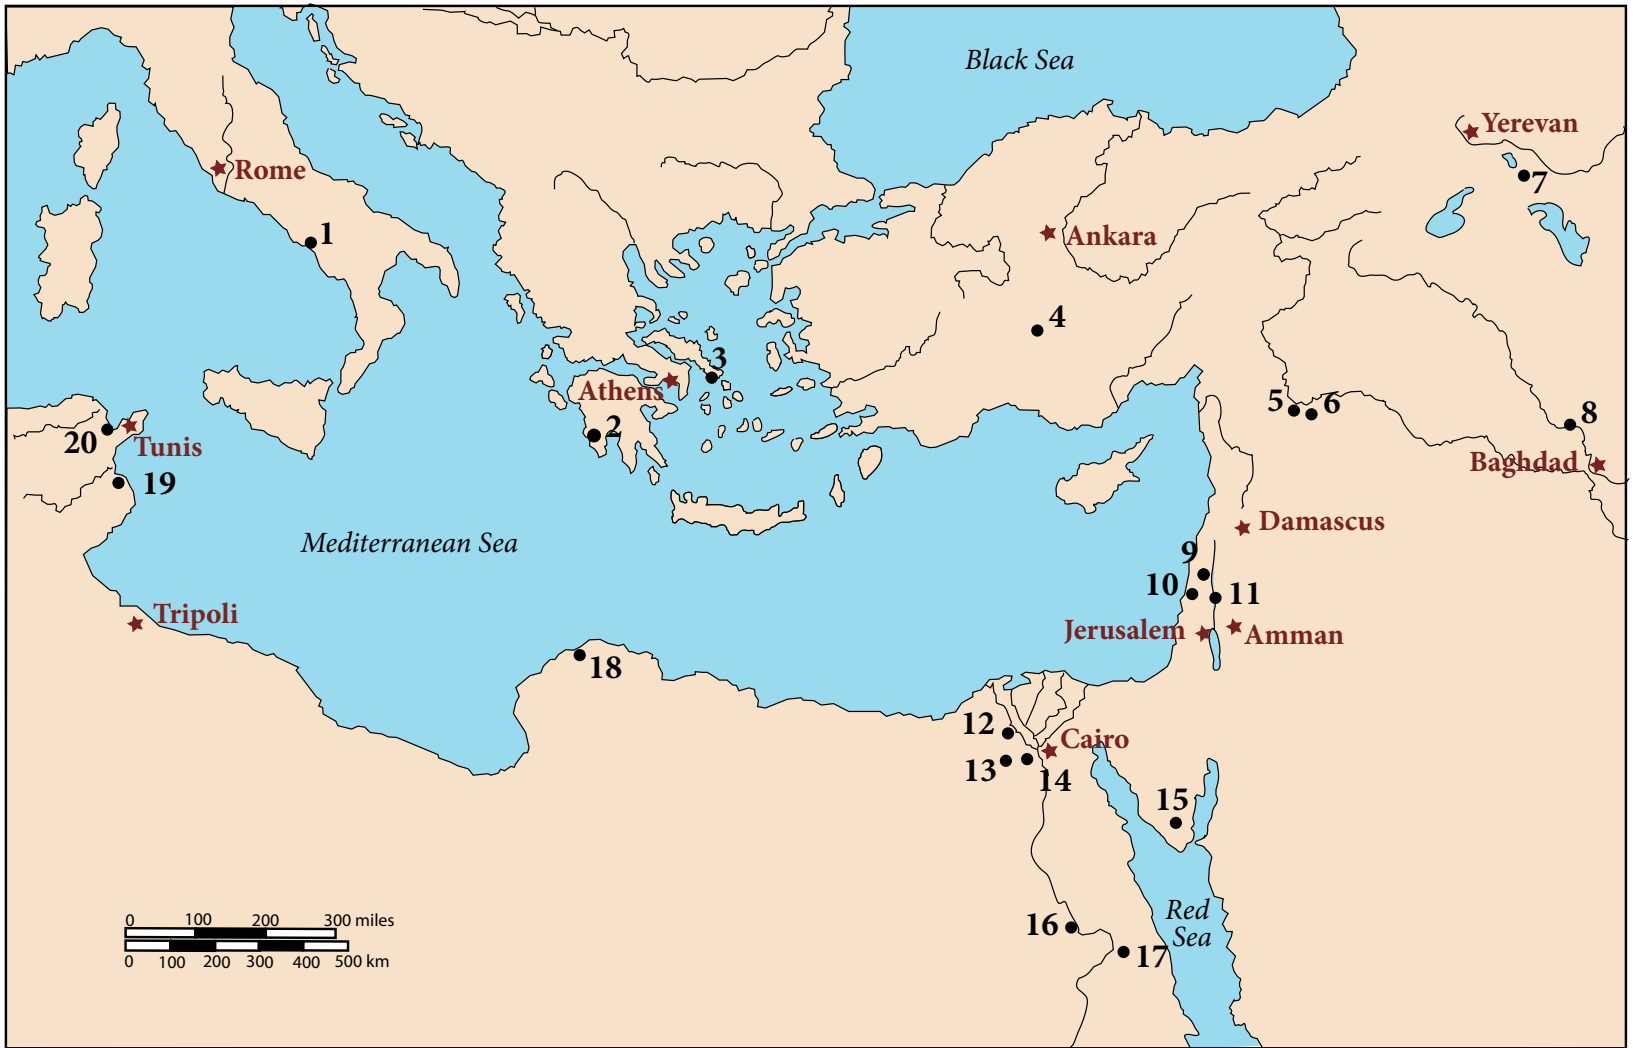 Black Sea
Yerevan
Rome
7
1
Ankara
4
3
Athens
5
6
8
2
20
Tunis
Baghdad
19
Damascus
Mediterranean Sea
9
10
11
Tripoli
Jerusalem
Amman
18
12
Cairo
13
14
15
Red
Sea
16
17
0 100 200 300 miles
0 100 200 300 400 500 km